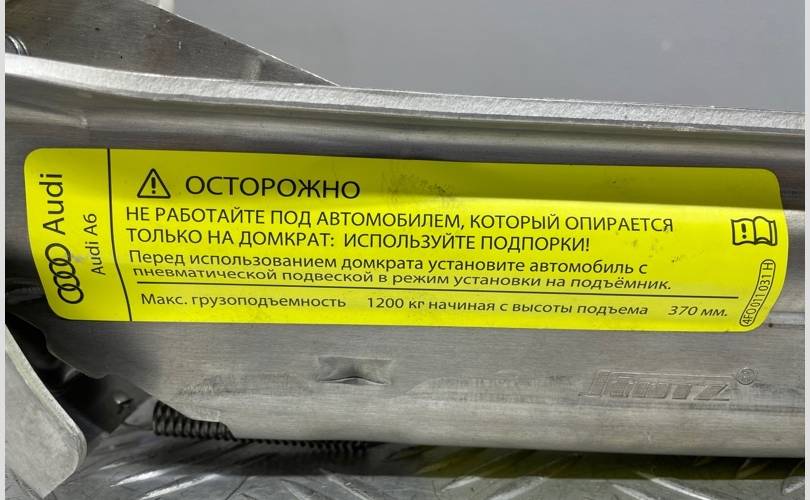 Audi
Audi A6
ОСТОРОЖНО
НЕ РАБОТАЙТЕ ПОД АВТОМОБИЛЕМ, КОТОРЫЙ ОПИРАЕТСЯ
ТОЛЬКО НА ДОМКРАТ: ИСПОЛЬЗУЙТЕ ПОДПОРКИ!
Перед использованием домкрата установите автомобиль с
пневматической подвеской в режим установки на подъёмник.
Макс. грузоподъемность 1200 кг начиная с высоты подъема 370 мм.
4F0.011.031 H